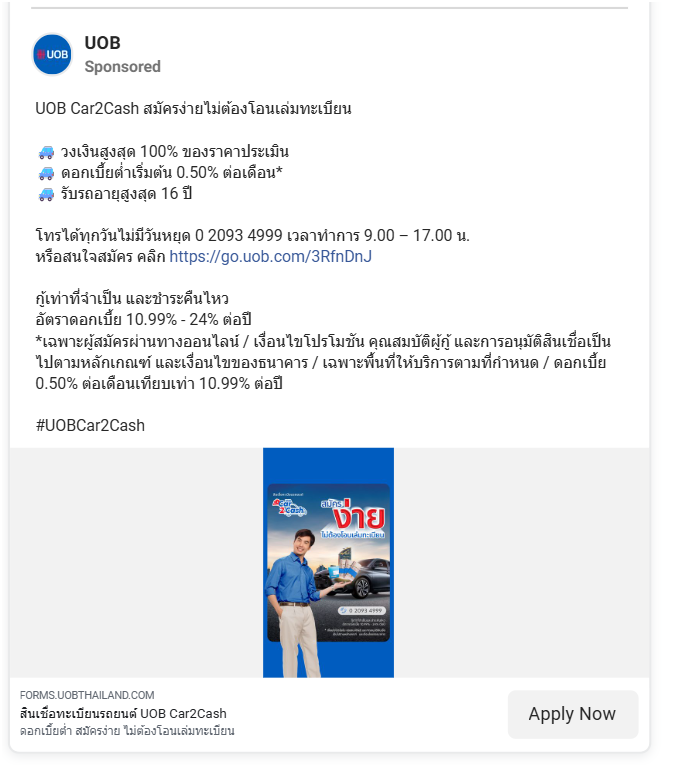 UOB
UOB
Sponsored
UOB Car2Cash สมัครง่ายไม่ต้องโอนเล่มทะเบียน
🚙 วงเงินสูงสุด 100% ของราคาประเมิน
🚙 ดอกเบี้ยต่ำเริ่มต้น 0.50% ต่อเดือน*
🚙 รับรถอายุสูงสุด 16 ปี
โทรได้ทุกวันไม่มีวันหยุด 0 2093 4999 เวลาทำการ 9.00 – 17.00 น.
หรือสนใจสมัคร คลิก https://go.uob.com/3RfnDnJ
กู้เท่าที่จำเป็น และชำระคืนไหว
อัตราดอกเบี้ย 10.99% - 24% ต่อปี
*เฉพาะผู้สมัครผ่านทางออนไลน์ / เงื่อนไขโปรโมชัน คุณสมบัติผู้กู้ และการอนุมัติสินเชื่อเป็น
ไปตามหลักเกณฑ์ และเงื่อนไขของธนาคาร / เฉพาะพื้นที่ให้บริการตามที่กำหนด / ดอกเบี้ย
0.50% ต่อเดือนเทียบเท่า 10.99% ต่อปี
#UOBCar2Cash
Car
2Cash
สมัคร
ง่าย
ไม่ต้องโอนเล่มทะเบียน
0 2093 4999
FORMS.UOBTHAILAND.COM
สินเชื่อทะเบียนรถยนต์ UOB Car2Cash
ดอกเบี้ยต่ำ สมัครง่าย ไม่ต้องโอนเล่มทะเบียน
Apply Now